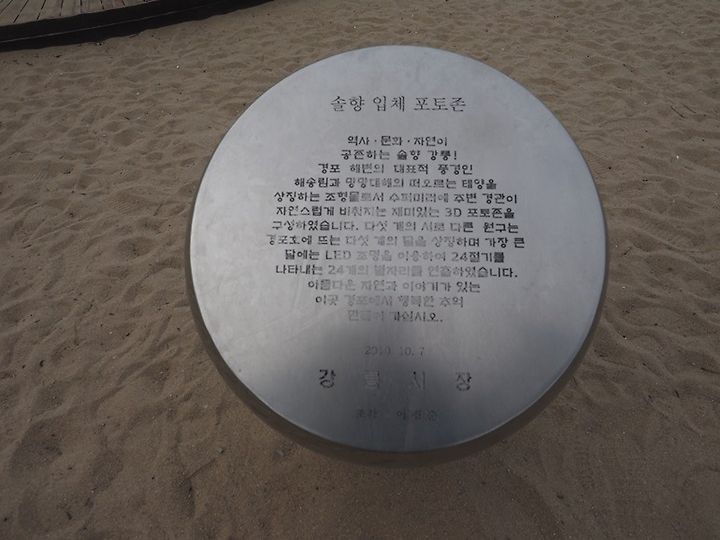 솔향 입체 포토존
역사·문화·자연이
공존하는 솔향 강릉!
경포 해변의 대표적 풍경인
해송림과 망망대해의 떠오르는 태양을
상징하는 조형물로서 수퍼미러에 주변 경관이
자연스럽게 비춰지는 재미있는 3D 포토존을
구성하였습니다. 다섯 개의 서로 다른 원구는
경포호에 뜨는 다섯 개의 달을 상징하며 가장 큰
달에는 LED 조명을 이용하여 24절기를
나타내는 24개의 별자리를 연출하였습니다.
아름다운 자연과 이야기가 있는
이곳 경포에서 행복한 추억
만들어 가십시오.
2010. 10. 7
강 릉 시 장